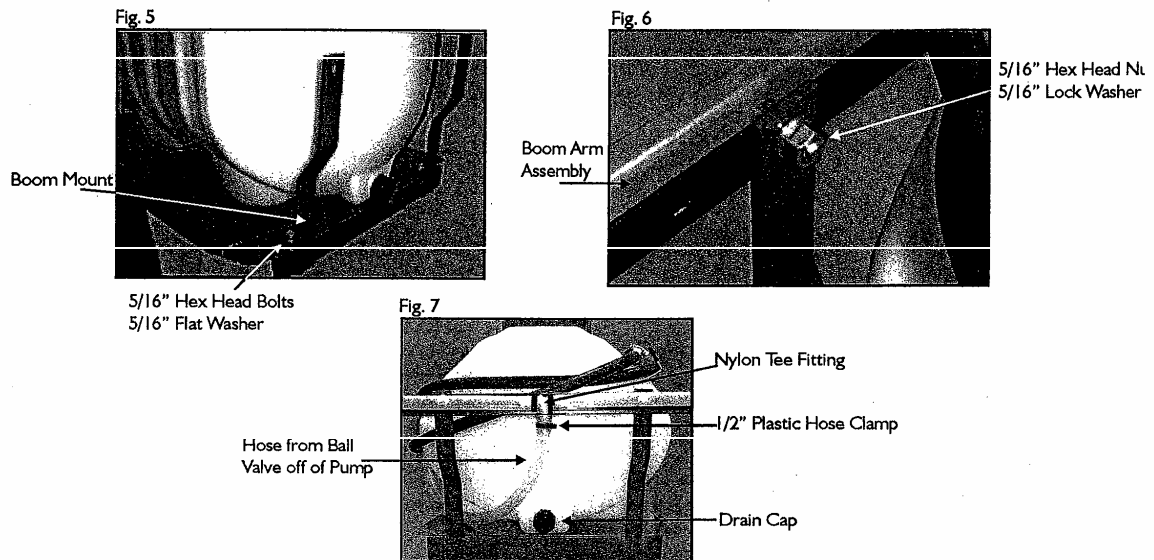 Fig. 5
Boom Mount
5/16” Hex Head Bolts
5/16” Flat Washer
Fig. 6
5/16” Hex Head Nu
5/16” Lock Washer
Boom Arm
Assembly
Fig. 7
Nylon Tee Fitting
1/2” Plastic Hose Clamp
Hose from Ball
Valve off of Pump
Drain Cap